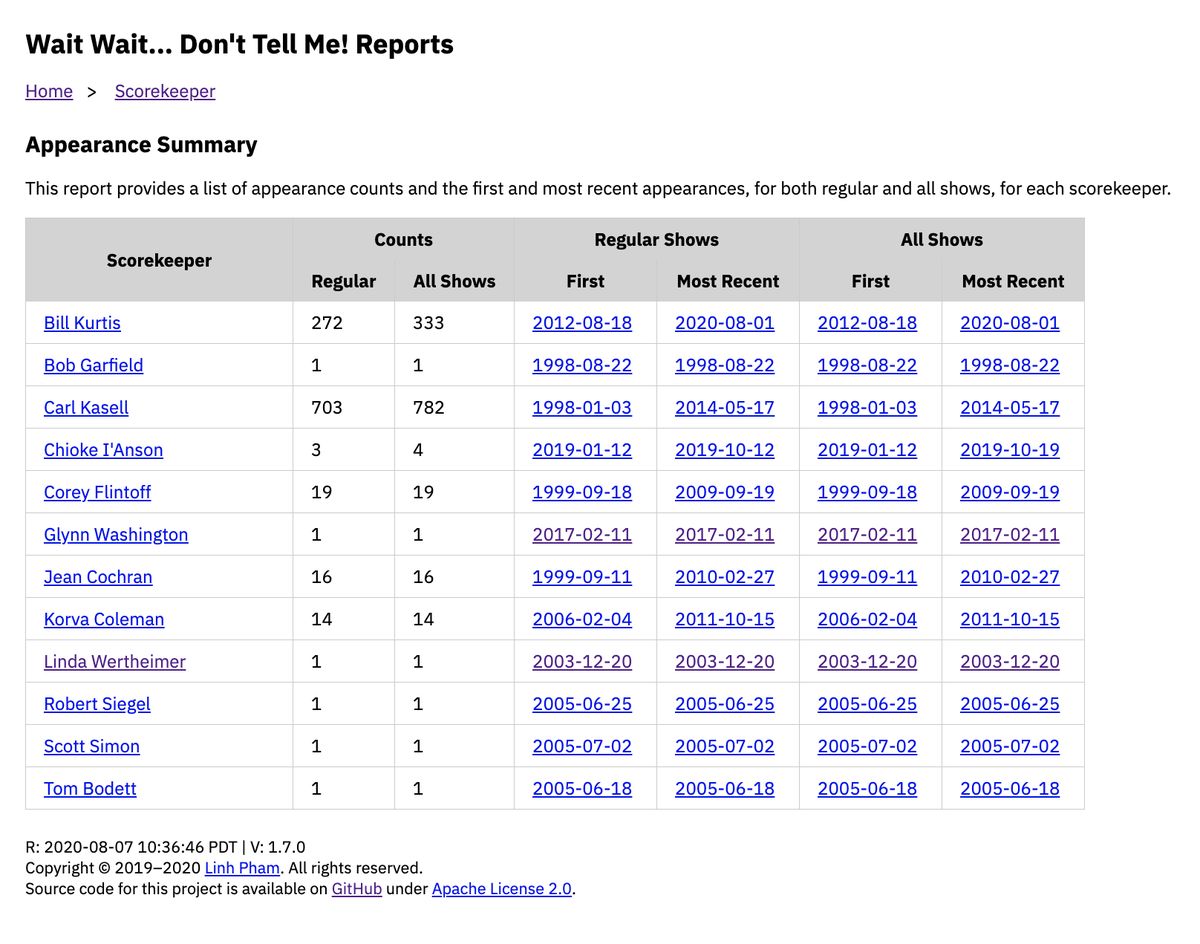 Wait Wait... Don't Tell Me! Reports
Home > Scorekeeper
Appearance Summary
This report provides a list of appearance counts and the first and most recent appearances, for both regular and all shows, for each scorekeeper.
Scorekeeper Counts Regular Shows All Shows
Regular All Shows First Most Recent First Most Recent
Bill Kurtis 272 333 2012-08-18 2020-08-01 2012-08-18 2020-08-01
Bob Garfield 1 1 1998-08-22 1998-08-22 1998-08-22 1998-08-22
Carl Kasell 703 782 1998-01-03 2014-05-17 1998-01-03 2014-05-17
Chioke I'Anson 3 4 2019-01-12 2019-10-12 2019-01-12 2019-10-19
Corey Flintoff 19 19 1999-09-18 2009-09-19 1999-09-18 2009-09-19
Glynn Washington 1 1 2017-02-11 2017-02-11 2017-02-11 2017-02-11
Jean Cochran 16 16 1999-09-11 2010-02-27 1999-09-11 2010-02-27
Korva Coleman 14 14 2006-02-04 2011-10-15 2006-02-04 2011-10-15
Linda Wertheimer 1 1 2003-12-20 2003-12-20 2003-12-20 2003-12-20
Robert Siegel 1 1 2005-06-25 2005-06-25 2005-06-25 2005-06-25
Scott Simon 1 1 2005-07-02 2005-07-02 2005-07-02 2005-07-02
Tom Bodett 1 1 2005-06-18 2005-06-18 2005-06-18 2005-06-18
R: 2020-08-07 10:36:46 PDT | V: 1.7.0
Copyright © 2019–2020 Linh Pham. All rights reserved.
Source code for this project is available on GitHub under Apache License 2.0.